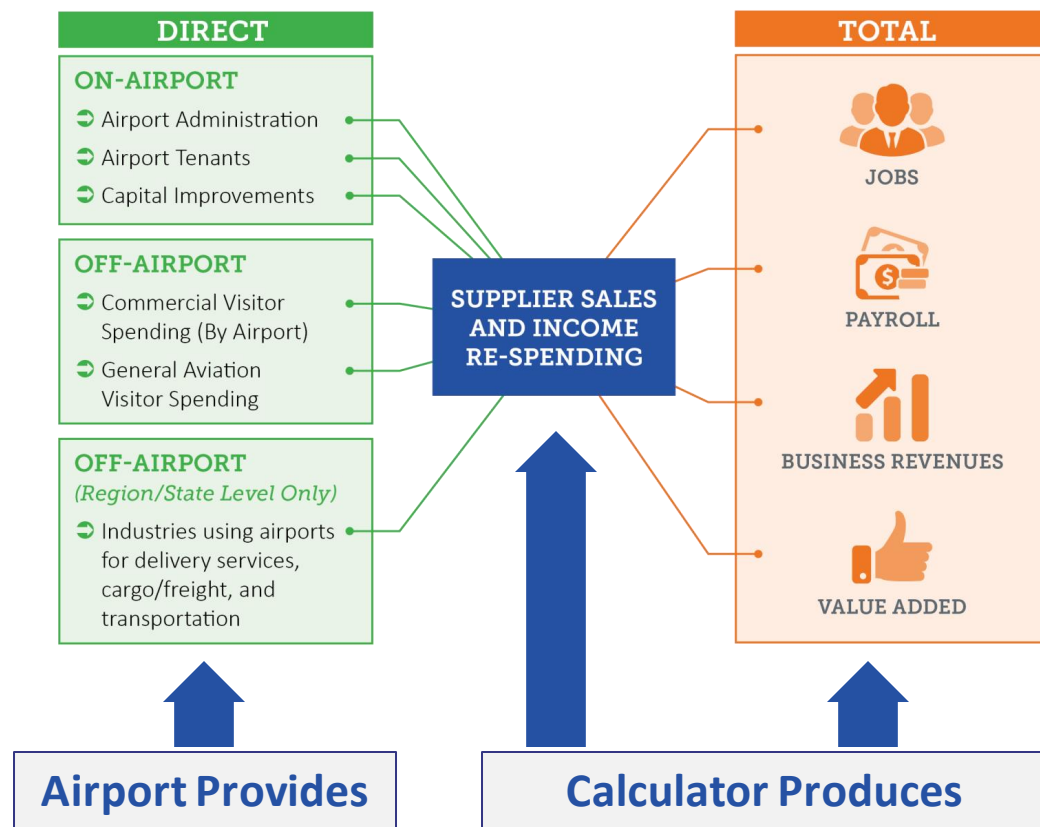 DIRECT
ON-AIRPORT
Airport Administration
Airport Tenants
Capital Improvements
OFF-AIRPORT
Commercial Visitor
Spending (By Airport)
General Aviation
Visitor Spending
OFF-AIRPORT
(Region/State Level Only)
Industries using airports
for delivery services,
cargo/freight, and
transportation
SUPPLIER SALES
AND INCOME
RE-SPENDING
TOTAL
JOBS
$
PAYROLL
BUSINESS REVENUES
VALUE ADDED
Airport Provides
Calculator Produces